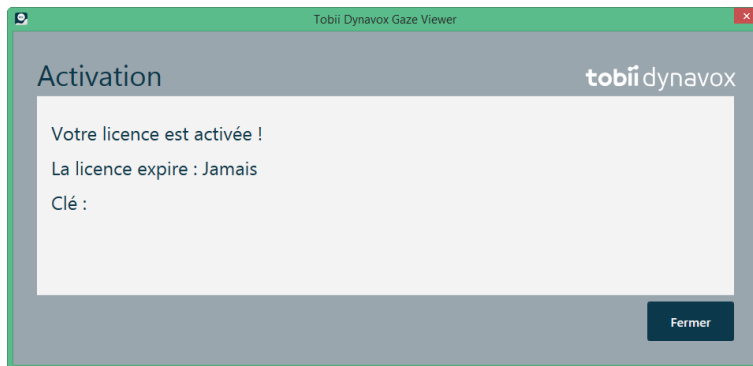 Tobii Dynavox Gaze Viewer
Activation
tobii dynavox
Votre licence est activée !
La licence expire : Jamais
Clé :
Fermer